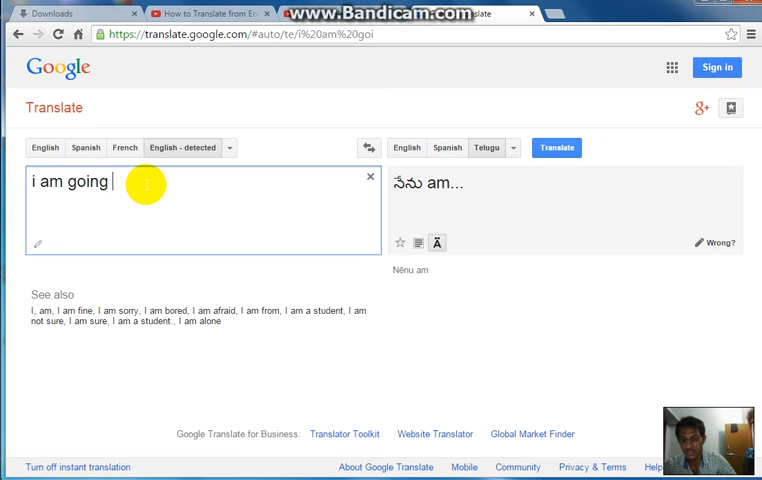 www.Bandicam.com
Downloads
How to Translate from En
https://translate.google.com/#auto/te/i%20am%20goi
Google
Sign in
Translate
English Spanish French English - detected
English Spanish Telugu Translate
i am going
నేను am...
Ä
Wrong?
Nēnu am
See also
I, am, I am fine, I am sorry, I am bored, I am afraid, I am from, I am a student, I am
not sure, I am sure, I am a student., I am alone
Google Translate for Business: Translator Toolkit Website Translator Global Market Finder
Turn off instant translation
About Google Translate Mobile Community Privacy & Terms Help